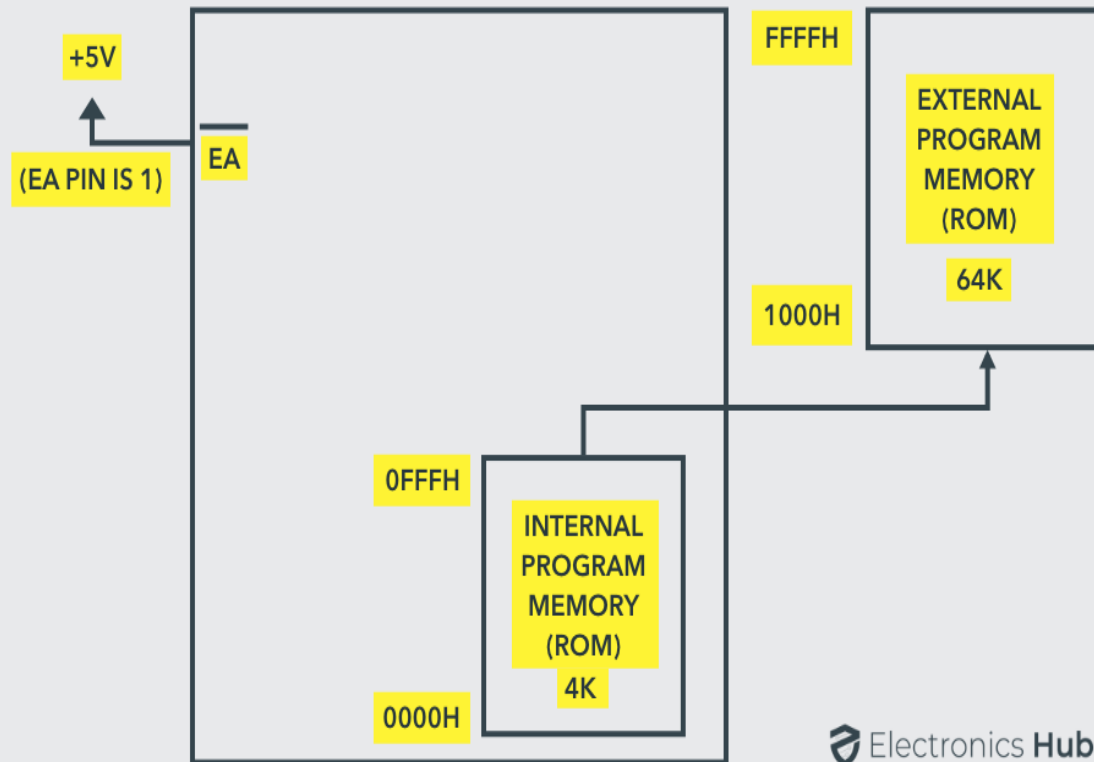 +5V
(EA PIN IS 1)
EA
FFFFH
EXTERNAL
PROGRAM
MEMORY
(ROM)
64K
1000H
0FFFH
INTERNAL
PROGRAM
MEMORY
(ROM)
4K
0000H
Electronics Hub